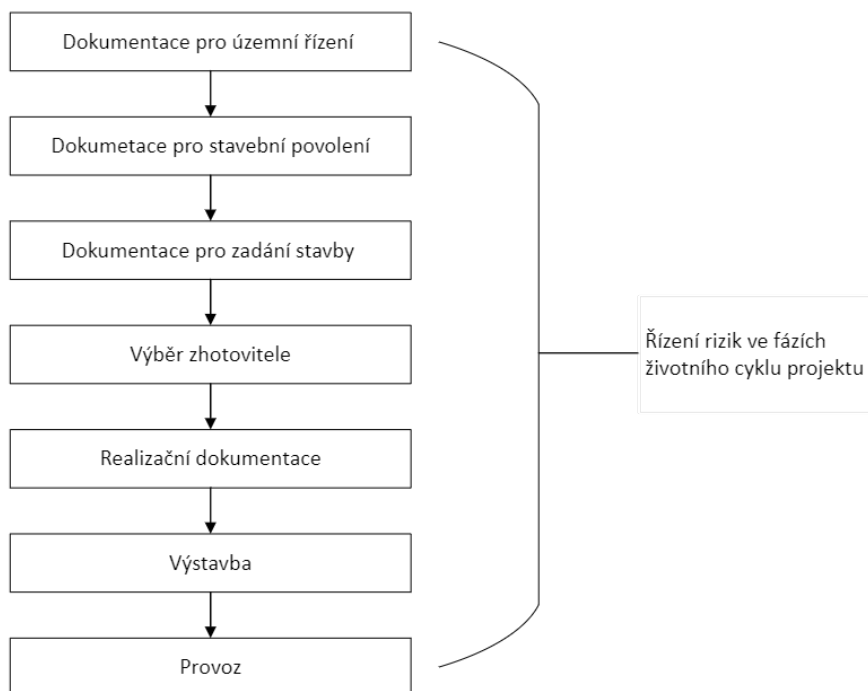 Dokumentace pro územní řízení
Dokumetace pro stavební povolení
Dokumentace pro zadání stavby
Výběr zhotovitele
Realizační dokumentace
Výstavba
Provoz
Řízení rizik ve fázích
životního cyklu projektu